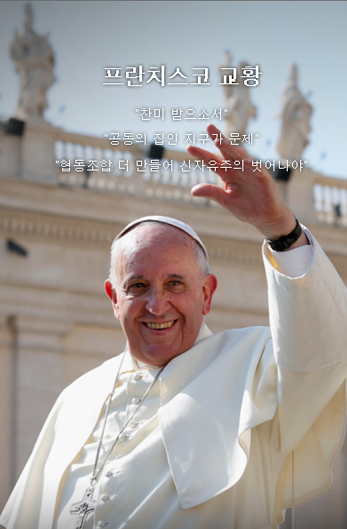 프란치스코 교황
"찬미 받으소서"
"공동의 집인 지구가 문제"
"협동조합 더 만들어 신자유주의 벗어나야"